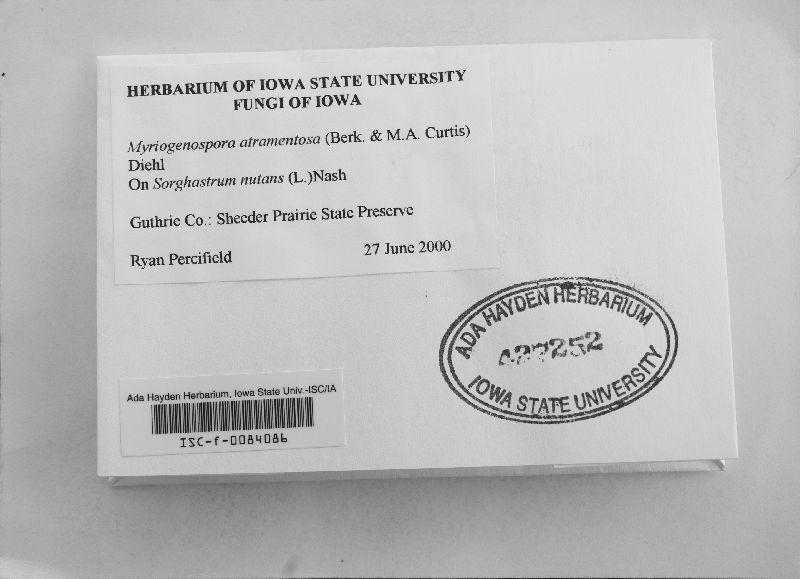 HERBARIUM OF IOWA STATE UNIVERSITY
FUNGI OF IOWA
Myriogenospora atramentosa (Berk. & M.A. Curtis)
Diehl
On Sorghastrum nutans (L.)Nash
Guthrie Co.: Sheeder Prairie State Preserve
Ryan Percifield 27 June 2000
ADA HAYDEN HERBARIUM
IOWA STATE UNIVERSITY
Ada Hayden Herbarium, Iowa State Univ.-ISC/IA
ISC-f-0084086